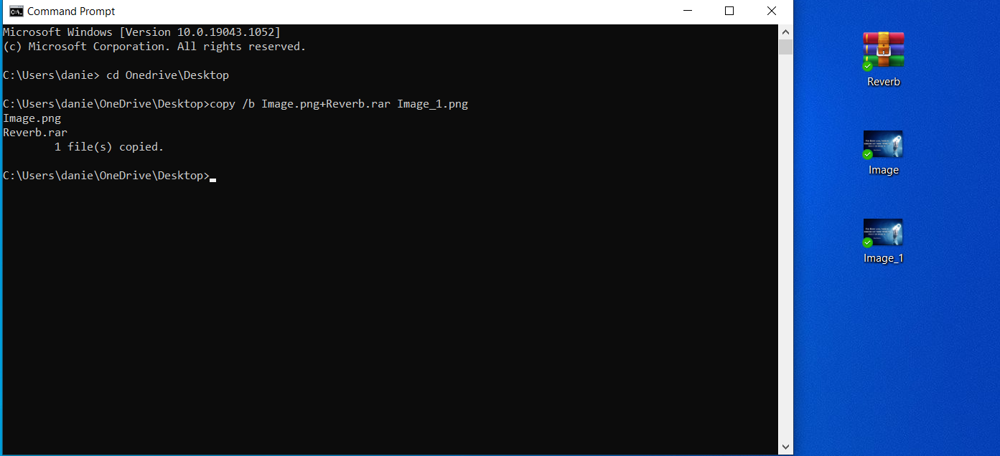 Command Prompt
Microsoft Windows [Version 10.0.19043.1052]
(c) Microsoft Corporation. All rights reserved.
C:\Users\danie> cd Onedrive\Desktop
C:\Users\danie\OneDrive\Desktop>copy /b Image.png+Reverb.rar Image_1.png
Image.png
Reverb.rar
1 file(s) copied.
C:\Users\danie\OneDrive\Desktop>
Reverb
Image
Image_1